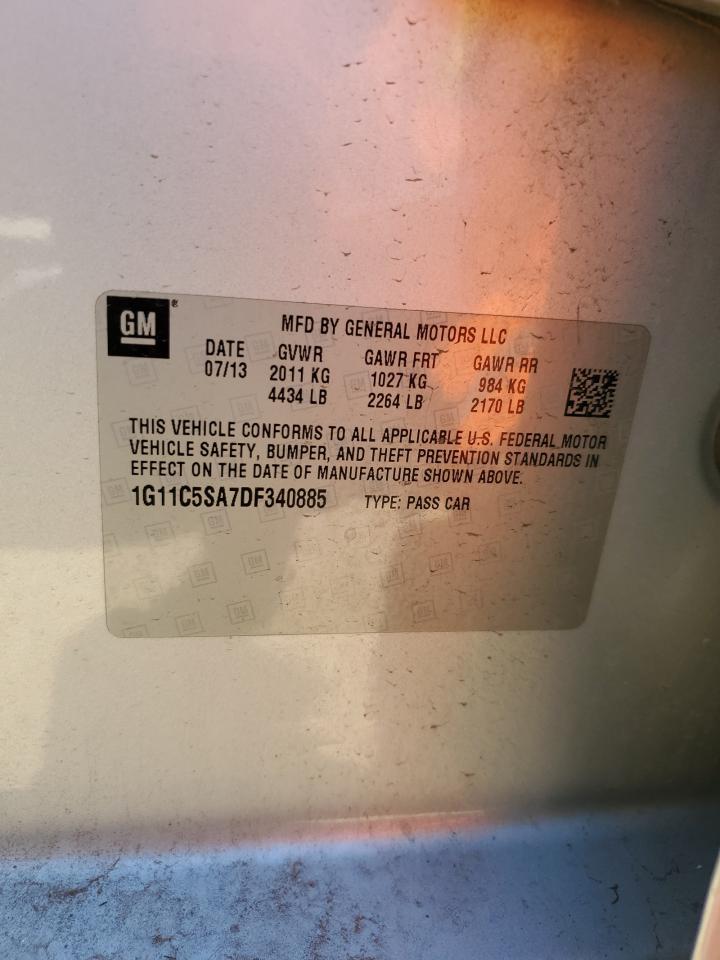 GM®
MFD BY GENERAL MOTORS LLC
DATE GVWR GAWR FRT GAWR RR
07/13 2011 KG 1027 KG 984 KG
4434 LB 2264 LB 2170 LB
THIS VEHICLE CONFORMS TO ALL APPLICABLE U.S. FEDERAL MOTOR
VEHICLE SAFETY, BUMPER, AND THEFT PREVENTION STANDARDS IN
EFFECT ON THE DATE OF MANUFACTURE SHOWN ABOVE.
1G11C5SA7DF340885 TYPE: PASS CAR